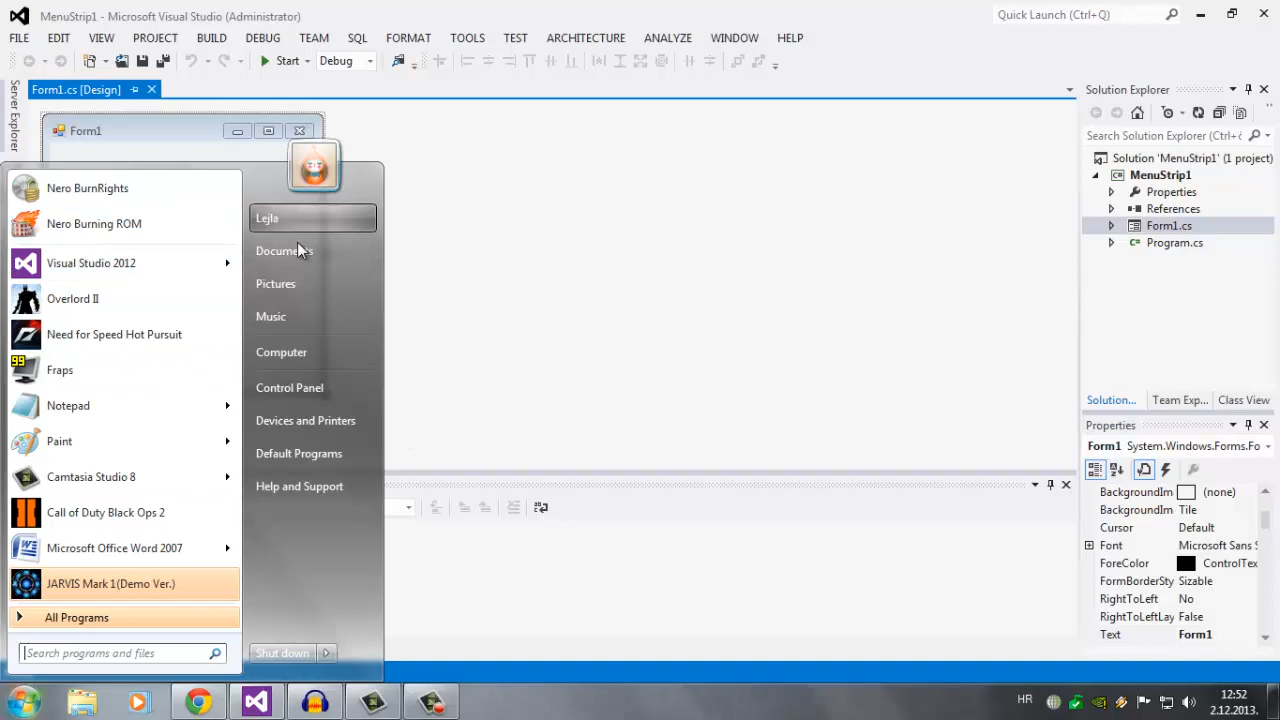 MenuStrip1 - Microsoft Visual Studio (Administrator)
Quick Launch (Ctrl+Q)
FILE EDIT VIEW PROJECT BUILD DEBUG TEAM SQL FORMAT TOOLS TEST ARCHITECTURE ANALYZE WINDOW HELP
Start Debug
Server Explorer
Form1.cs [Design]
Form1
Nero BurnRights
Nero Burning ROM
Visual Studio 2012
Overlord II
Need for Speed Hot Pursuit
99
Fraps
Notepad
Paint
Camtasia Studio 8
Call of Duty Black Ops 2
Microsoft Office Word 2007
JARVIS Mark 1(Demo Ver.)
All Programs
Search programs and files
Lejla
Documents
Pictures
Music
Computer
Control Panel
Devices and Printers
Default Programs
Help and Support
Shut down
Solution Explorer
Search Solution Explorer (Ctrl+č
Solution 'MenuStrip1' (1 project)
MenuStrip1
Properties
References
Form1.cs
Program.cs
Solution... Team Exp... Class View
Properties
Form1 System.Windows.Forms.Fo
BackgroundIm (none)
BackgroundIm Tile
Cursor Default
Font Microsoft Sans S
ForeColor ControlTex
FormBorderSty Sizable
RightToLeft No
RightToLeftLay False
Text Form1
HR
12:52
2.12.2013.